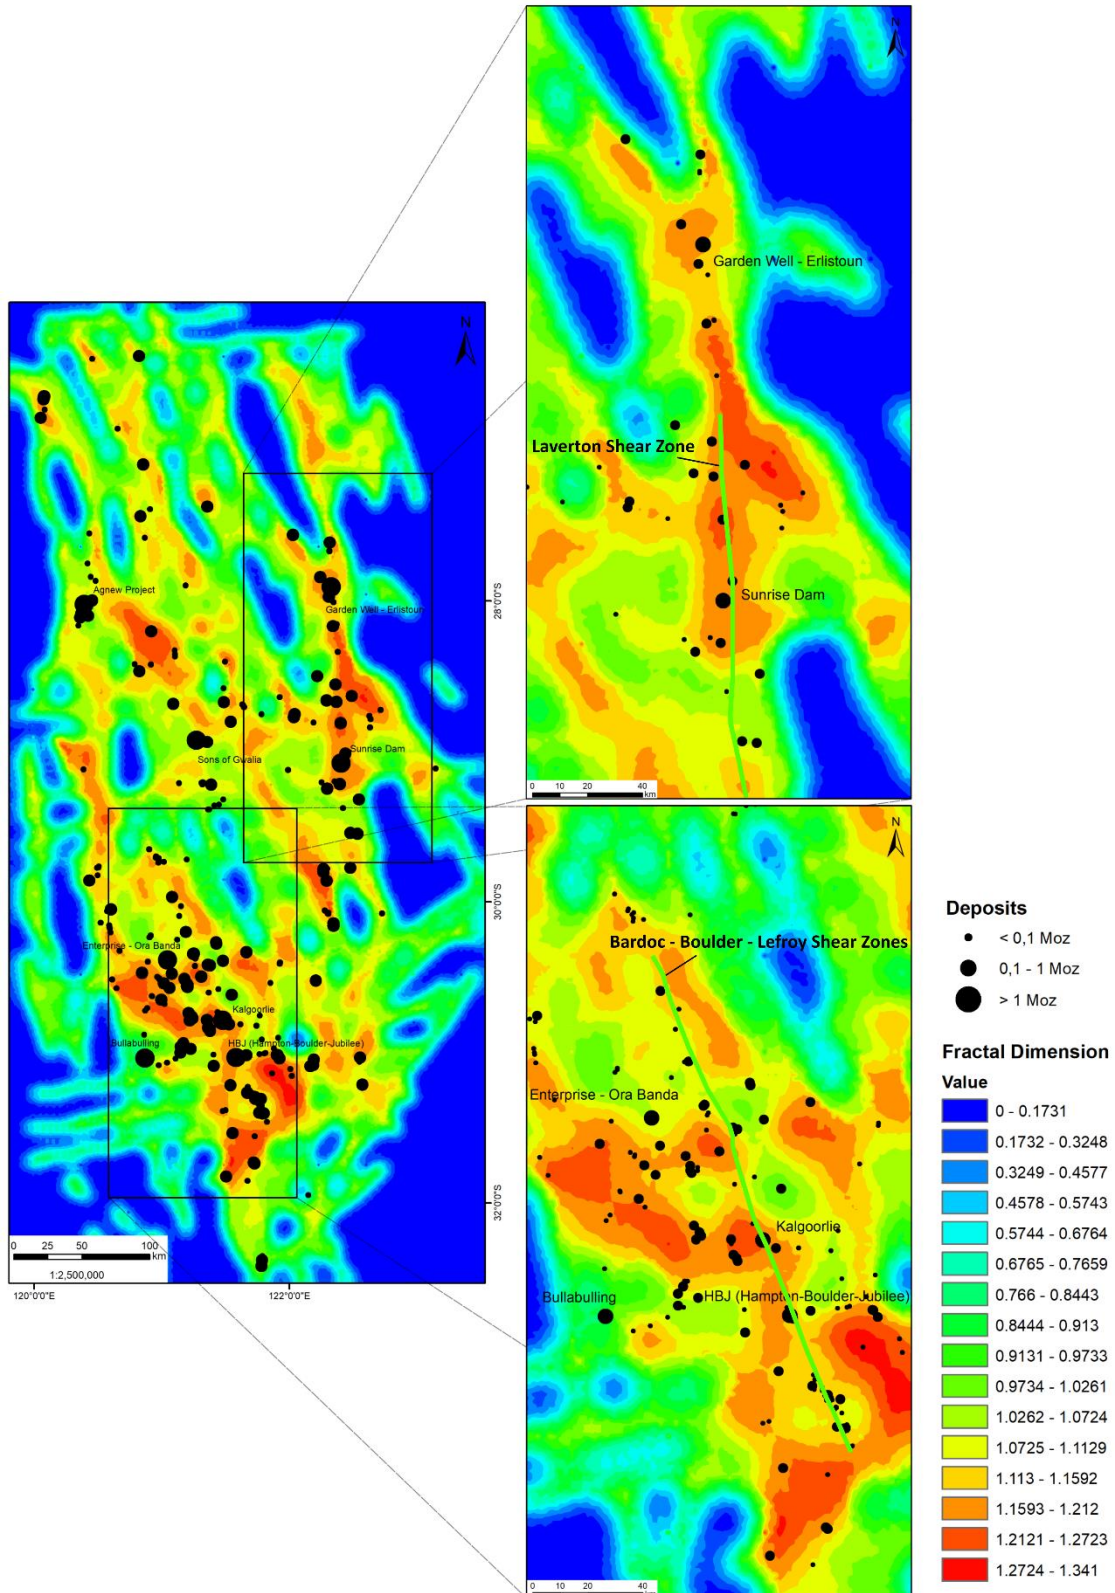 N
Garden Well - Erlistoun
Laverton Shear Zone
Sunrise Dam
0 10 20 40
km
N
Agnew Project
Garden Well - Erlistoun
28°0'0"S
Sunrise Dam
Sons of Gwalia
30°0'0"S
Enterprise - Ora Banda
Kalgoorlie
Bullabulling
HBJ (Hampton-Boulder-Jubilee)
32°0'0"S
0 25 50 100
km
1:2,500,000
120°0'0"E
122°0'0"E
N
Bardoc - Boulder - Lefroy Shear Zones
Enterprise - Ora Banda
Kalgoorlie
Bullabulling
HBJ (Hampton-Boulder-Jubilee)
0 10 20 40
km
Deposits
< 0,1 Moz
0,1 - 1 Moz
> 1 Moz
Fractal Dimension
Value
0 - 0.1731
0.1732 - 0.3248
0.3249 - 0.4577
0.4578 - 0.5743
0.5744 - 0.6764
0.6765 - 0.7659
0.766 - 0.8443
0.8444 - 0.913
0.9131 - 0.9733
0.9734 - 1.0261
1.0262 - 1.0724
1.0725 - 1.1129
1.113 - 1.1592
1.1593 - 1.212
1.2121 - 1.2723
1.2724 - 1.341